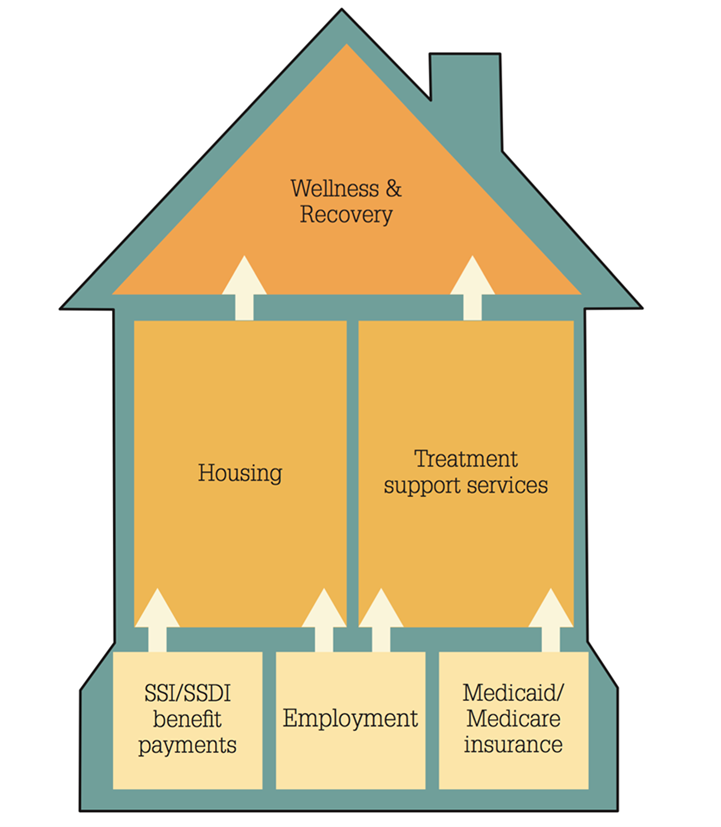 Wellness &
Recovery
Housing
Treatment
support services
SSI/SSDI
benefit
payments
Employment
Medicaid/
Medicare
insurance